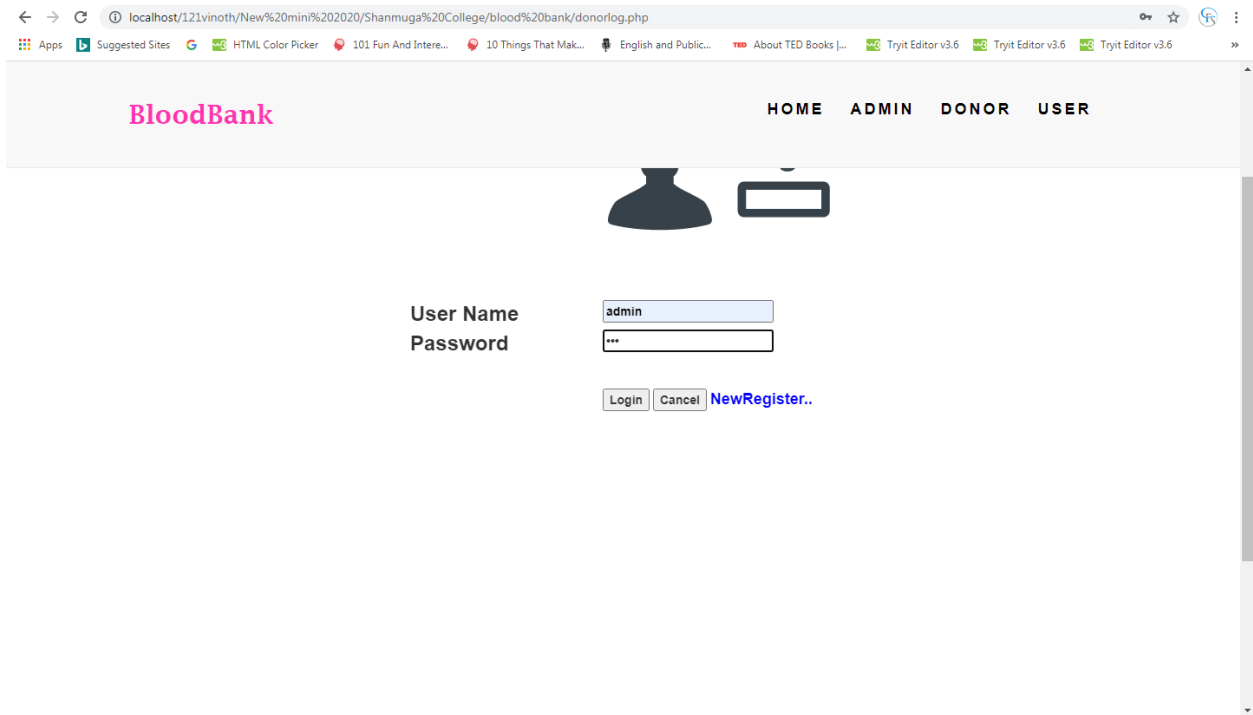 localhost/121vinoth/New%20mini%202020/Shanmuga%20College/blood%20bank/donorlog.php
Apps Suggested Sites HTML Color Picker 101 Fun And Intere... 10 Things That Mak... English and Public... TED About TED Books |... Tryit Editor v3.6 Tryit Editor v3.6 Tryit Editor v3.6 »
BloodBank HOME ADMIN DONOR USER
User Name admin
Password •••
Login Cancel NewRegister..